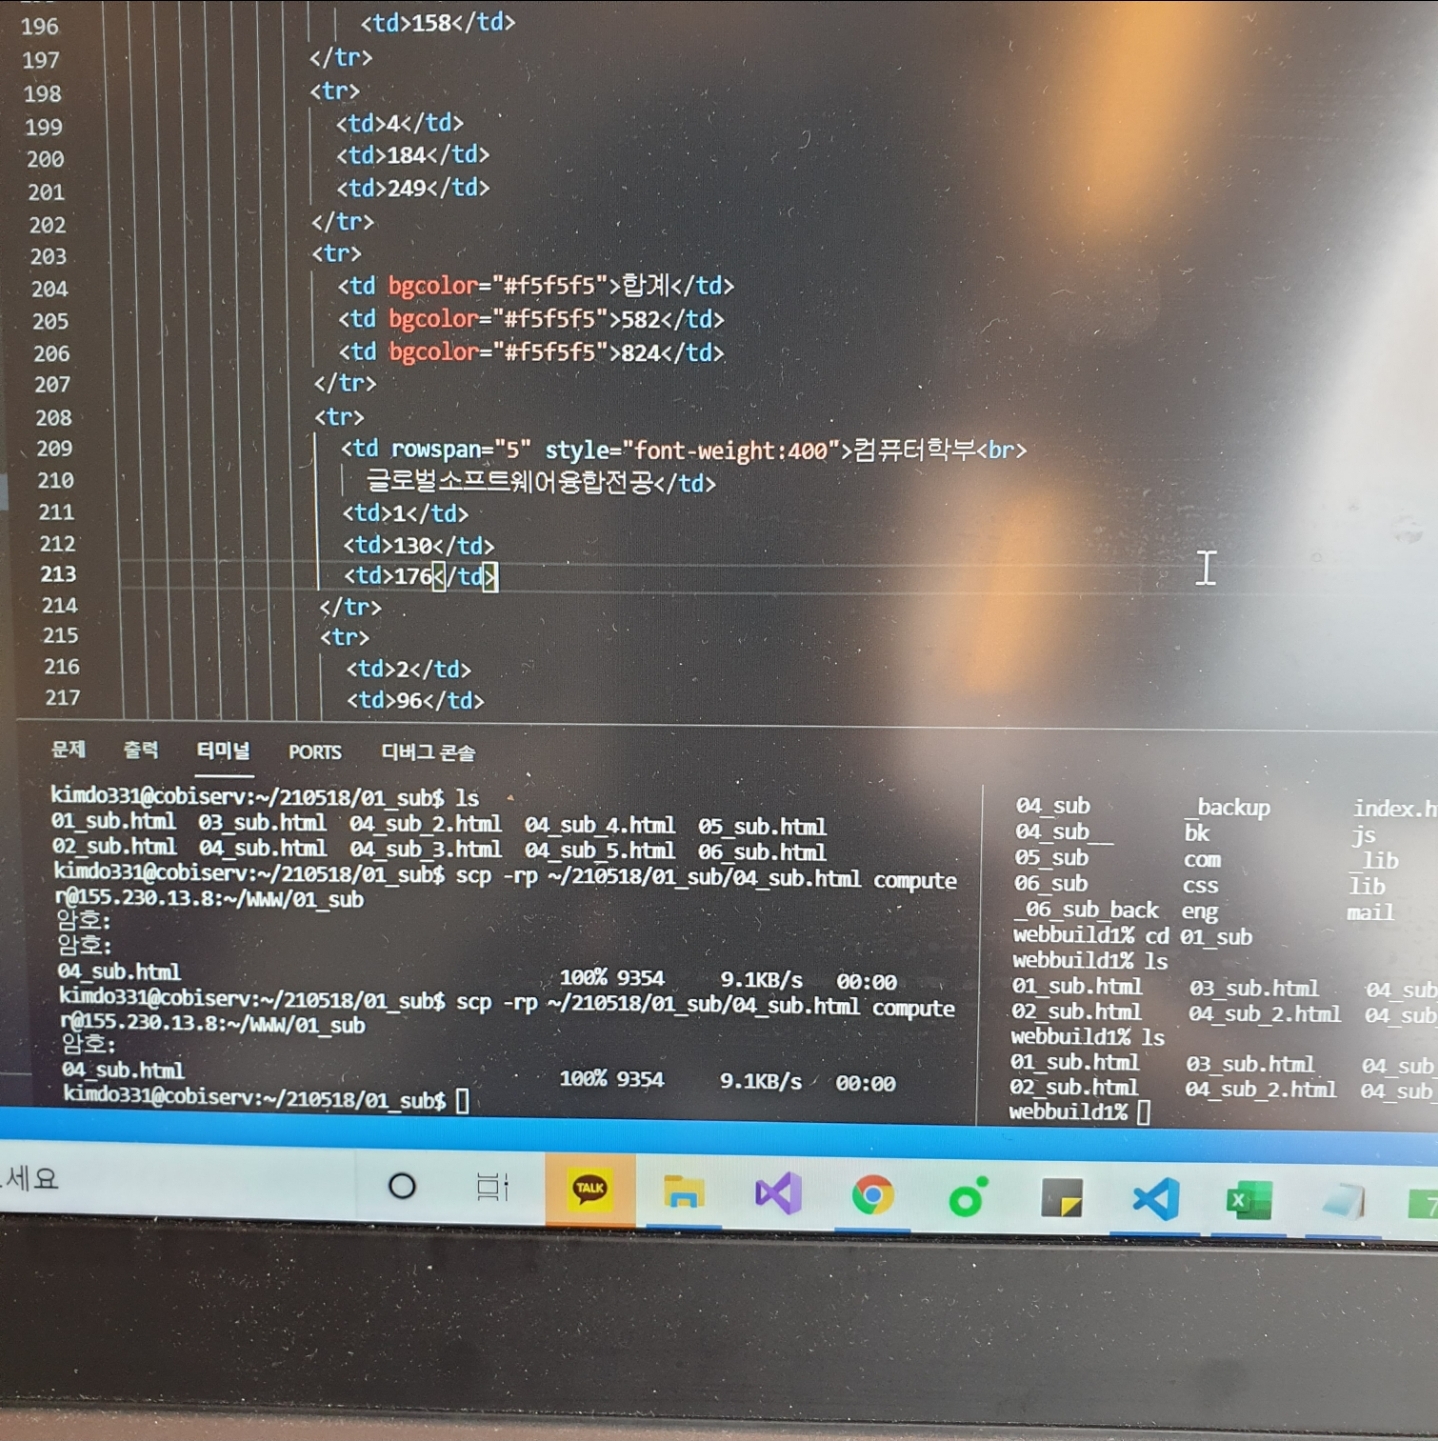 196 <td>158</td>
197 </tr>
198 <tr>
199 <td>4</td>
200 <td>184</td>
201 <td>249</td>
202 </tr>
203 <tr>
204 <td bgcolor="#f5f5f5">합계</td>
205 <td bgcolor="#f5f5f5">582</td>
206 <td bgcolor="#f5f5f5">824</td>
207 </tr>
208 <tr>
209 <td rowspan="5" style="font-weight:400">컴퓨터학부<br>
210 글로벌소프트웨어융합전공</td>
211 <td>1</td>
212 <td>130</td>
213 <td>176</td>
214 </tr>
215 <tr>
216 <td>2</td>
217 <td>96</td>
문제 출력 터미널 PORTS 디버그 콘솔
kimdo331@cobiserv:~/210518/01_sub$ ls
01_sub.html 03_sub.html 04_sub_2.html 04_sub_4.html 05_sub.html
02_sub.html 04_sub.html 04_sub_3.html 04_sub_5.html 06_sub.html
kimdo331@cobiserv:~/210518/01_sub$ scp -rp ~/210518/01_sub/04_sub.html compute
r@155.230.13.8:~/WWW/01_sub
암호:
암호:
04_sub.html 100% 9354 9.1KB/s 00:00
kimdo331@cobiserv:~/210518/01_sub$ scp -rp ~/210518/01_sub/04_sub.html compute
r@155.230.13.8:~/WWW/01_sub
암호:
04_sub.html 100% 9354 9.1KB/s 00:00
kimdo331@cobiserv:~/210518/01_sub$
04_sub _backup index.h
04_sub__ bk js
05_sub com _lib
06_sub css lib
_06_sub_back eng mail
webbuild1% cd 01_sub
webbuild1% ls
01_sub.html 03_sub.html 04_sub
02_sub.html 04_sub_2.html 04_sub_
webbuild1% ls
01_sub.html 03_sub.html 04_sub
02_sub.html 04_sub_2.html 04_sub_
webbuild1%
세요
TALK
X
7